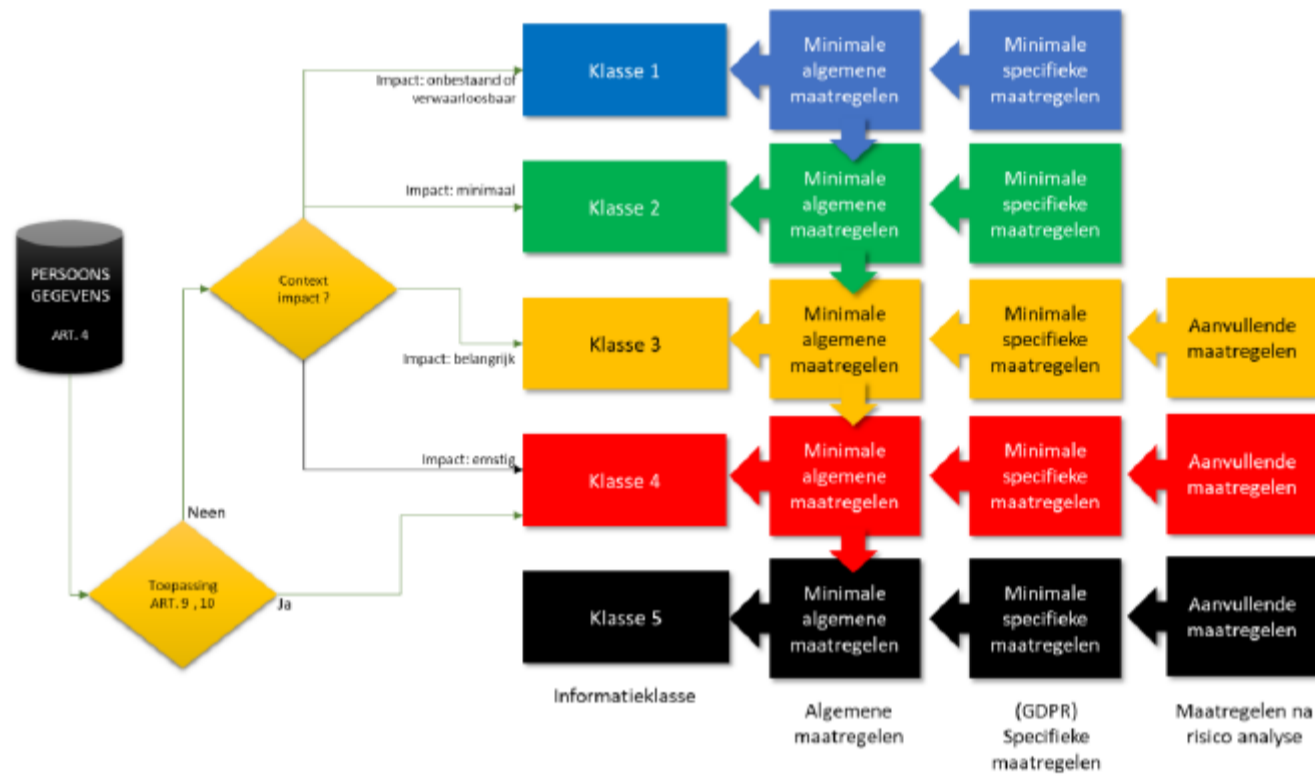 Impact: onbestaand of
verwaarloosbaar
Klasse 1
Minimale
algemene
maatregelen
Minimale
specifieke
maatregelen
Impact: minimaal
Klasse 2
Minimale
algemene
maatregelen
Minimale
specifieke
maatregelen
PERSOONS
GEGEVENS
ART. 4
Context
impact ?
Impact: belangrijk
Klasse 3
Minimale
algemene
maatregelen
Minimale
specifieke
maatregelen
Aanvullende
maatregelen
Impact: ernstig
Klasse 4
Minimale
algemene
maatregelen
Minimale
specifieke
maatregelen
Aanvullende
maatregelen
Neen
Toepassing
ART. 9 , 10
Ja
Klasse 5
Minimale
algemene
maatregelen
Minimale
specifieke
maatregelen
Aanvullende
maatregelen
Informatieklasse
Algemene
maatregelen
(GDPR)
Specifieke
maatregelen
Maatregelen na
risico analyse